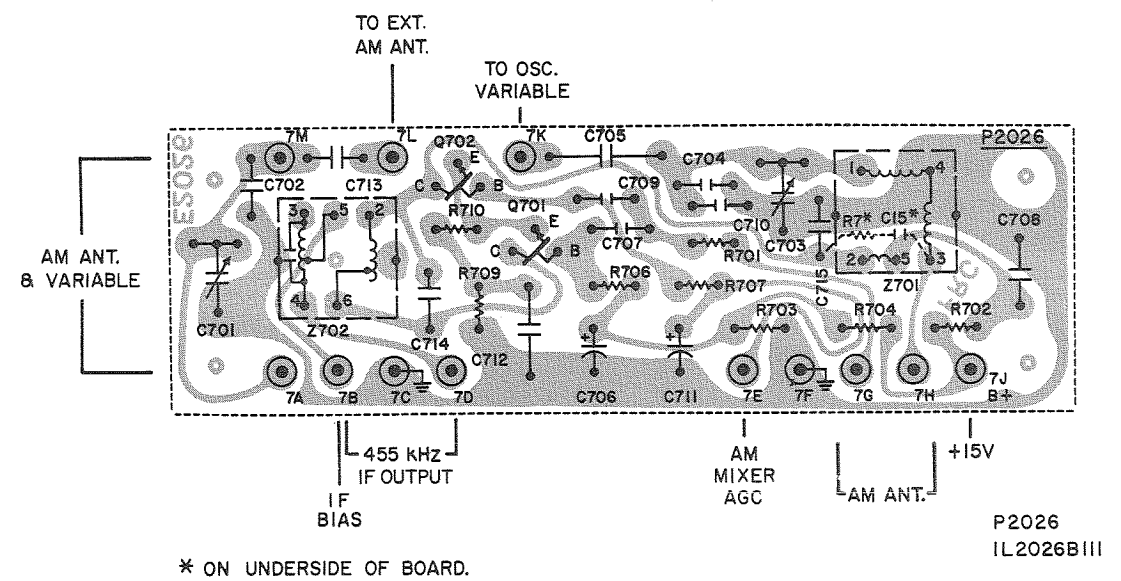 TO EXT.
AM ANT.
TO OSC.
VARIABLE
7M
7L
Q702
7K
C705
P2026
E
C704
1
4
C702
C713
C
B
C709
R710
Q701
3
5
2
E
C710
C703
R7*
C15*
C708
C
B
C707
R701
C715
2
5
3
Z701
AM ANT.
& VARIABLE
R709
R706
R707
4
6
R703
R704
R702
C701
Z702
C714
C712
+
+
7A
7B
7C
7D
C706
C711
7E
7F
7G
7H
7J
B+
455 kHz
IF OUTPUT
IF
BIAS
AM
MIXER
AGC
AM ANT.
+15V
P2026
1L2026B111
* ON UNDERSIDE OF BOARD.